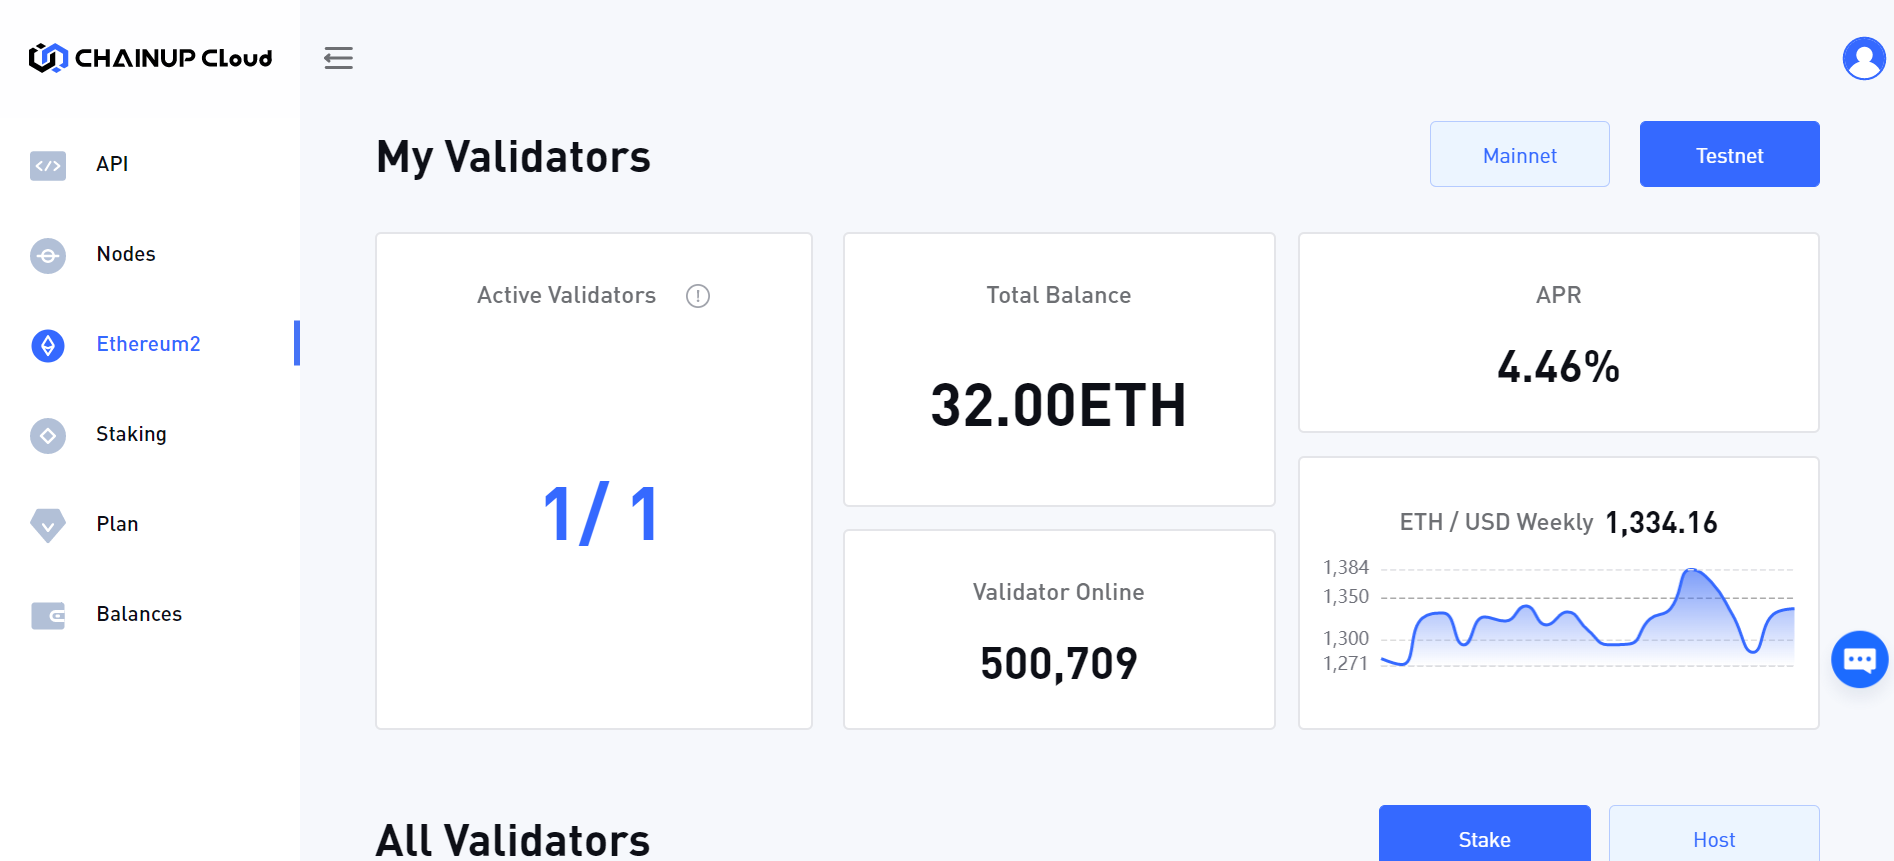 CHAINUP Cloud
API
Nodes
Ethereum2
Staking
Plan
Balances
My Validators
Mainnet
Testnet
Active Validators
1/ 1
Total Balance
32.00ETH
Validator Online
500,709
APR
4.46%
ETH / USD Weekly 1,334.16
1,384
1,350
1,300
1,271
All Validators
Stake
Host